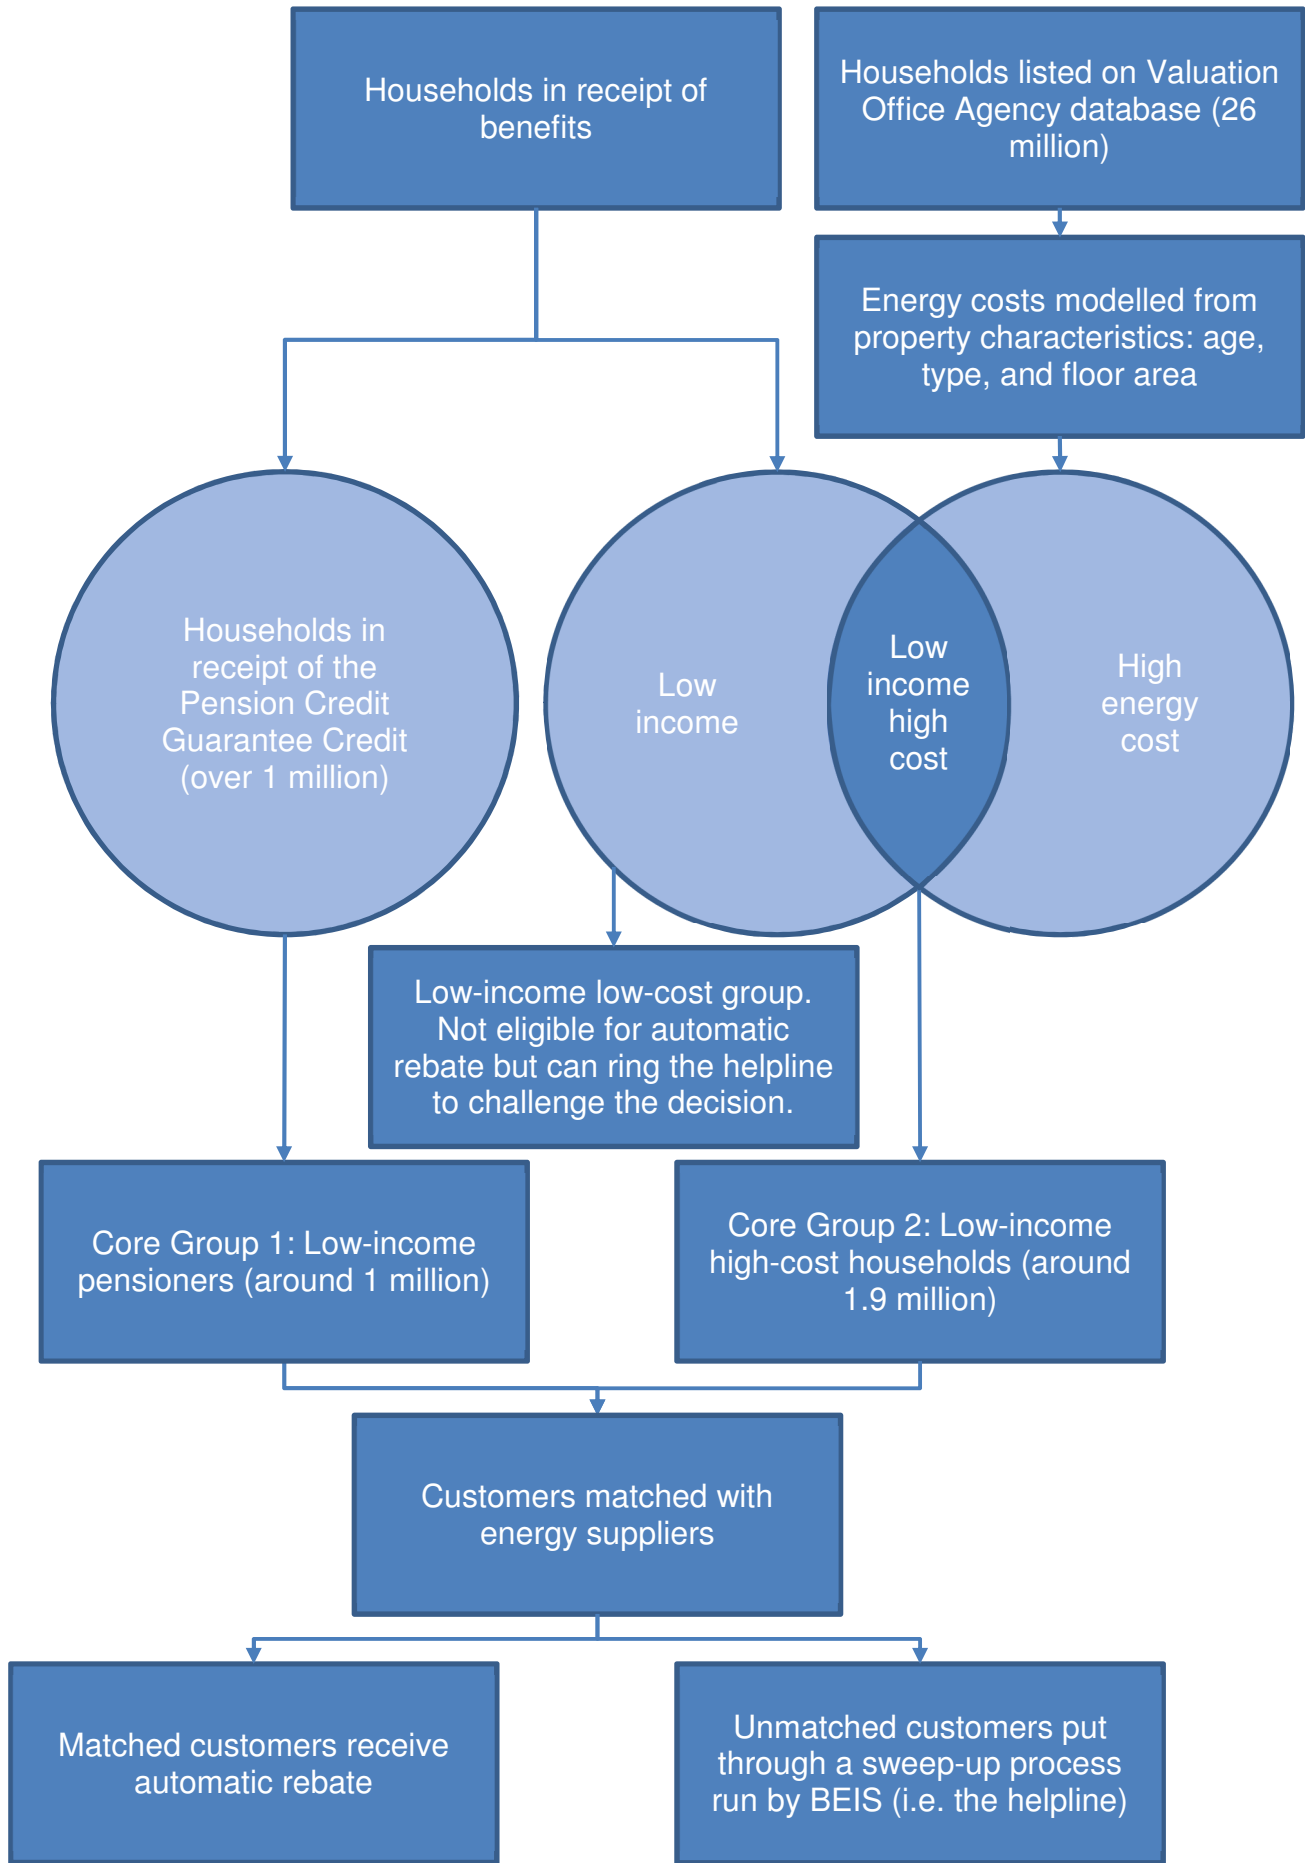 Households in receipt of
benefits
Households listed on Valuation
Office Agency database (26
million)
Energy costs modelled from
property characteristics: age,
type, and floor area
Households in
receipt of the
Pension Credit
Guarantee Credit
(over 1 million)
Low
income
Low
income
high
cost
High
energy
cost
Low-income low-cost group.
Not eligible for automatic
rebate but can ring the helpline
to challenge the decision.
Core Group 1: Low-income
pensioners (around 1 million)
Core Group 2: Low-income
high-cost households (around
1.9 million)
Customers matched with
energy suppliers
Matched customers receive
automatic rebate
Unmatched customers put
through a sweep-up process
run by BEIS (i.e. the helpline)